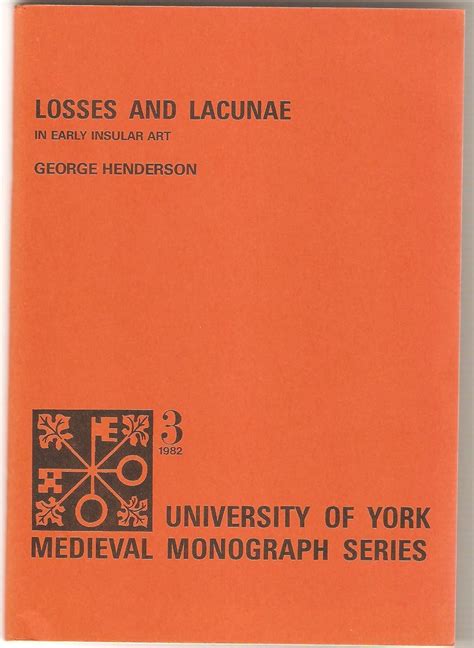 LOSSES AND LACUNAE
IN EARLY INSULAR ART
GEORGE HENDERSON
3
1982
UNIVERSITY OF YORK
MEDIEVAL MONOGRAPH SERIES